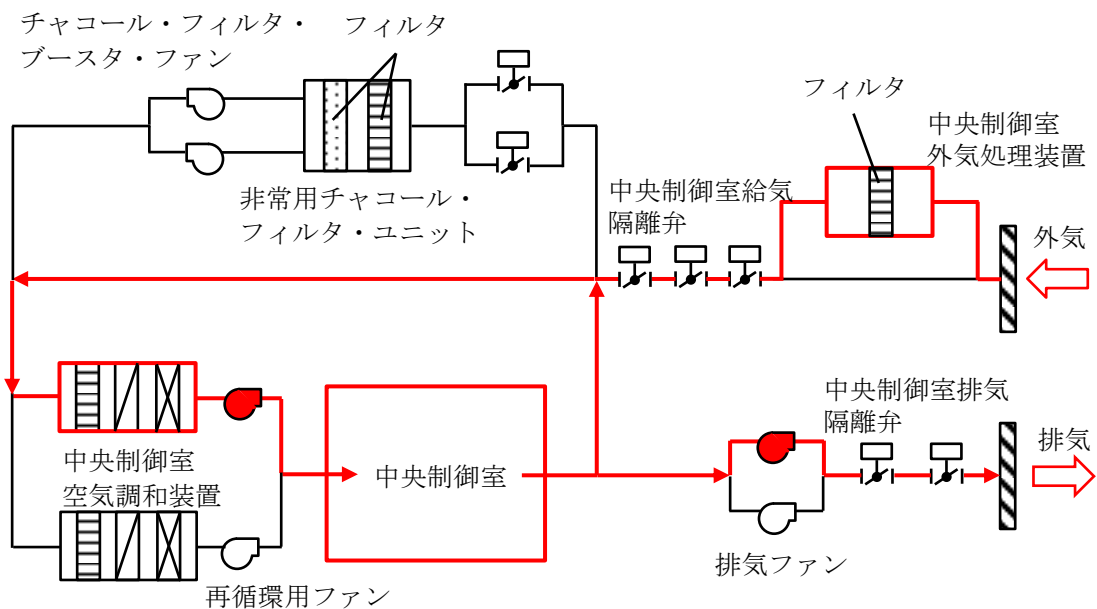 チャコール・フィルタ・
ブースタ・ファン
フィルタ
非常用チャコール・
フィルタ・ユニット
フィルタ
中央制御室
外気処理装置
中央制御室給気
隔離弁
外気
中央制御室
空気調和装置
再循環用ファン
中央制御室
中央制御室排気
隔離弁
排気
排気ファン